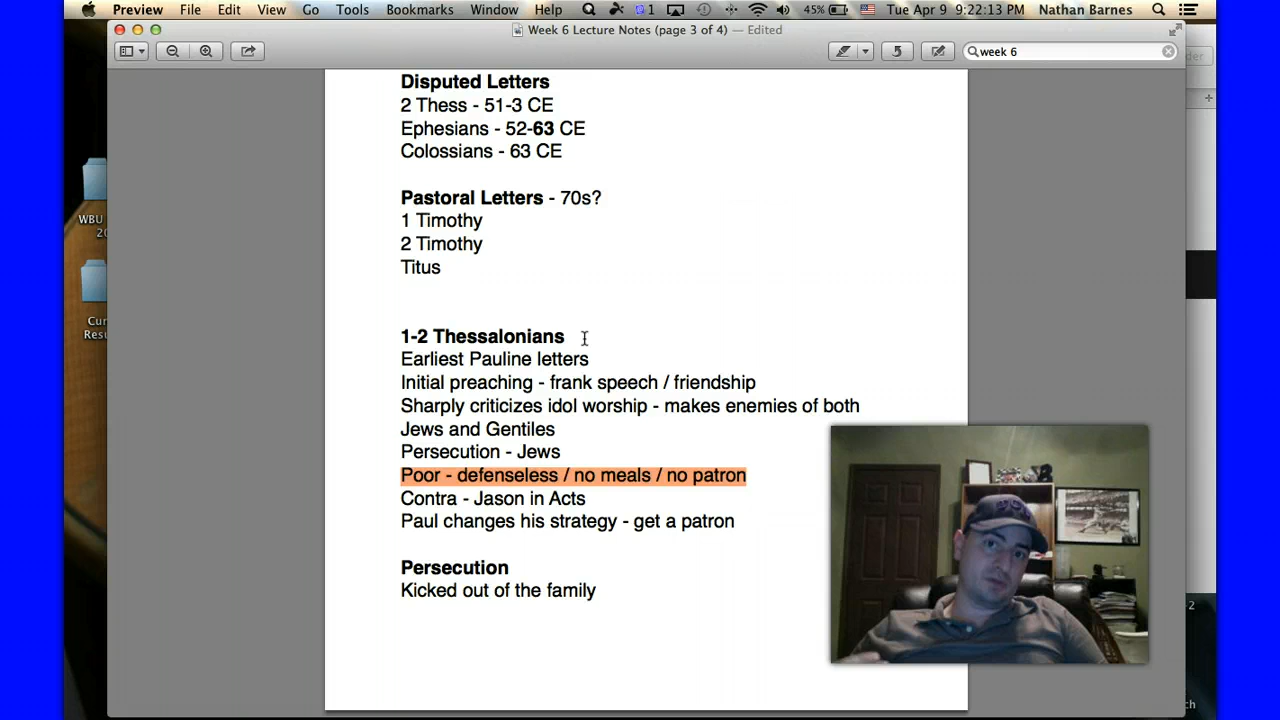 Preview File Edit View Go Tools Bookmarks Window Help 1 45% Tue Apr 9 9:22:13 PM Nathan Barnes
Week 6 Lecture Notes (page 3 of 4) — Edited
week 6
Disputed Letters
2 Thess - 51-3 CE
Ephesians - 52-63 CE
Colossians - 63 CE
Pastoral Letters - 70s?
1 Timothy
2 Timothy
Titus
1-2 Thessalonians
Earliest Pauline letters
Initial preaching - frank speech / friendship
Sharply criticizes idol worship - makes enemies of both
Jews and Gentiles
Persecution - Jews
Poor - defenseless / no meals / no patron
Contra - Jason in Acts
Paul changes his strategy - get a patron
Persecution
Kicked out of the family
WBU